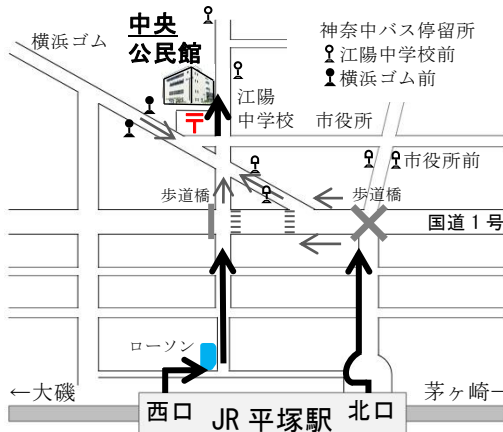 中央
公民館
横浜ゴム
神奈中バス停留所
江陽中学校前
横浜ゴム前
江陽
中学校
市役所
〒
市役所前
歩道橋
歩道橋
国道1号
ローソン
←大磯
茅ヶ崎→
西口
JR平塚駅
北口